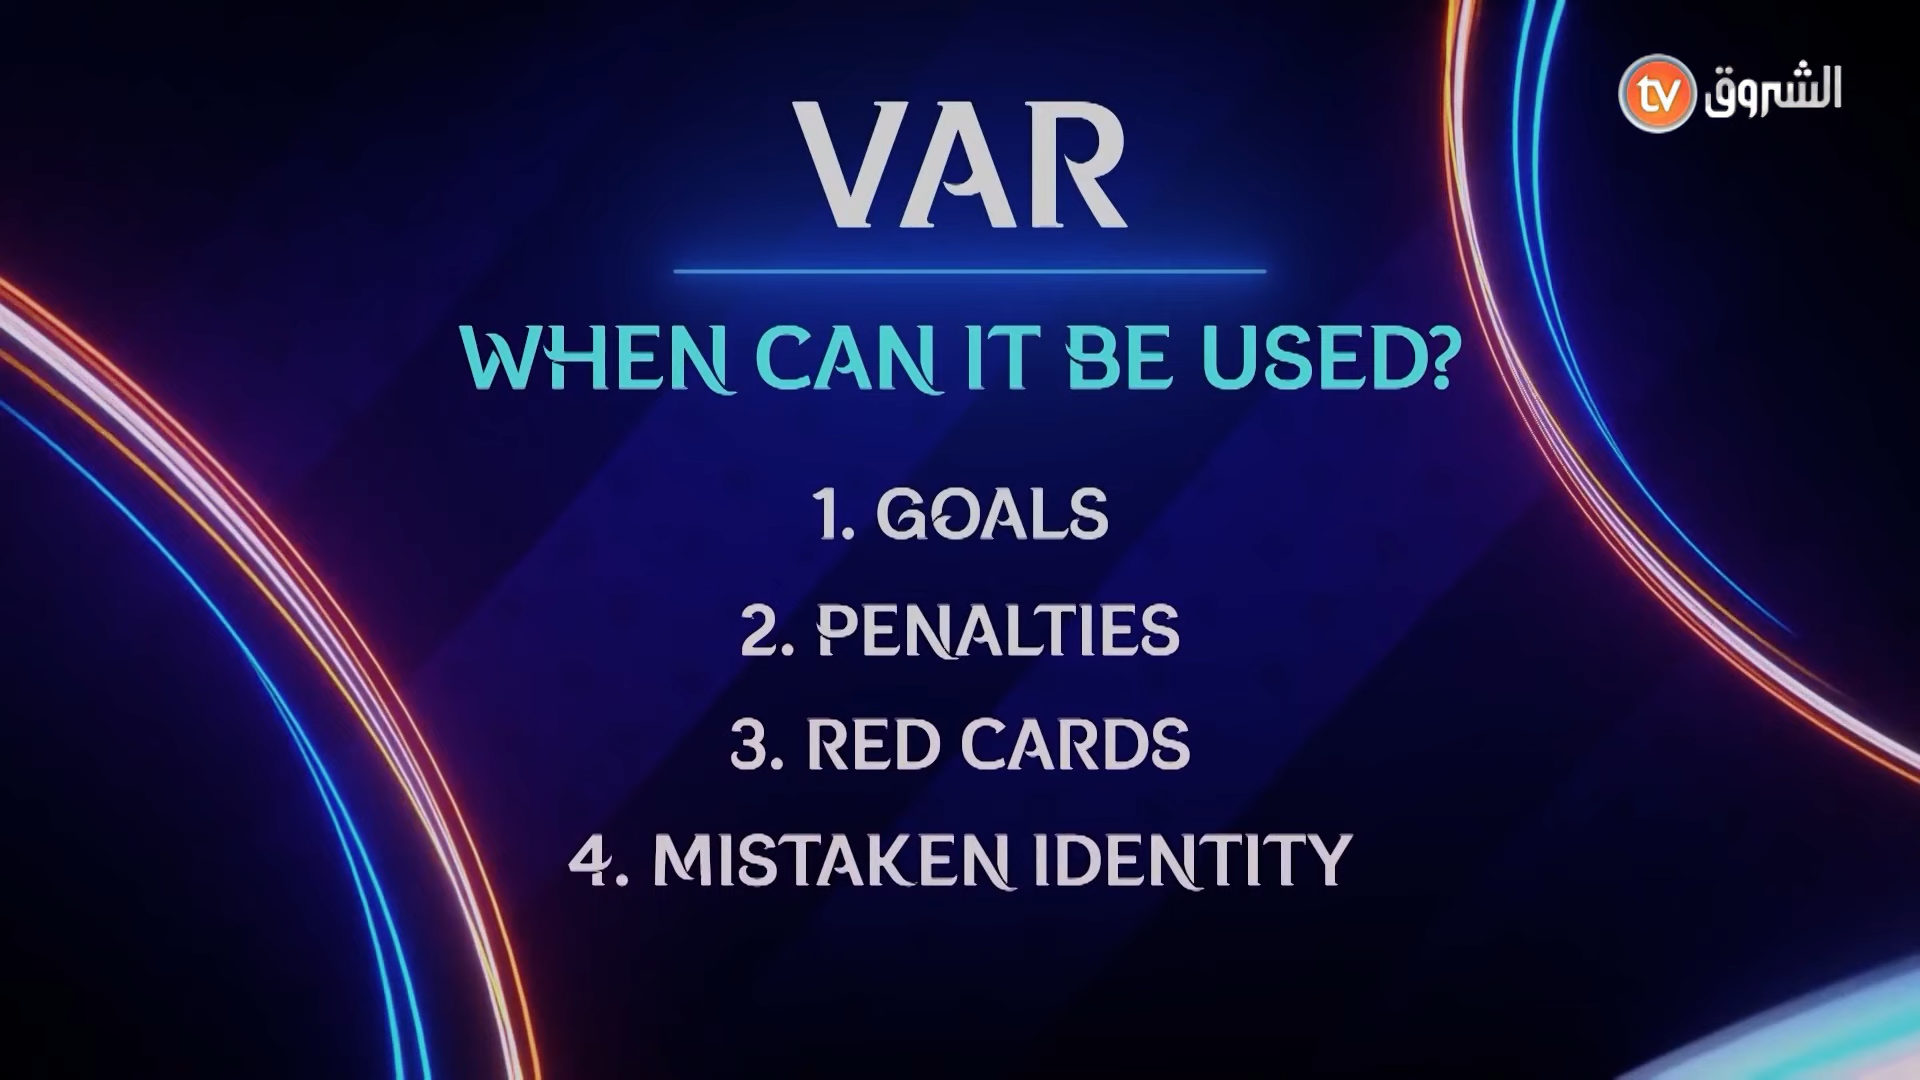 tv الشروق
VAR
WHEN CAN IT BE USED?
1. GOALS
2. PENALTIES
3. RED CARDS
4. MISTAKEN IDENTITY